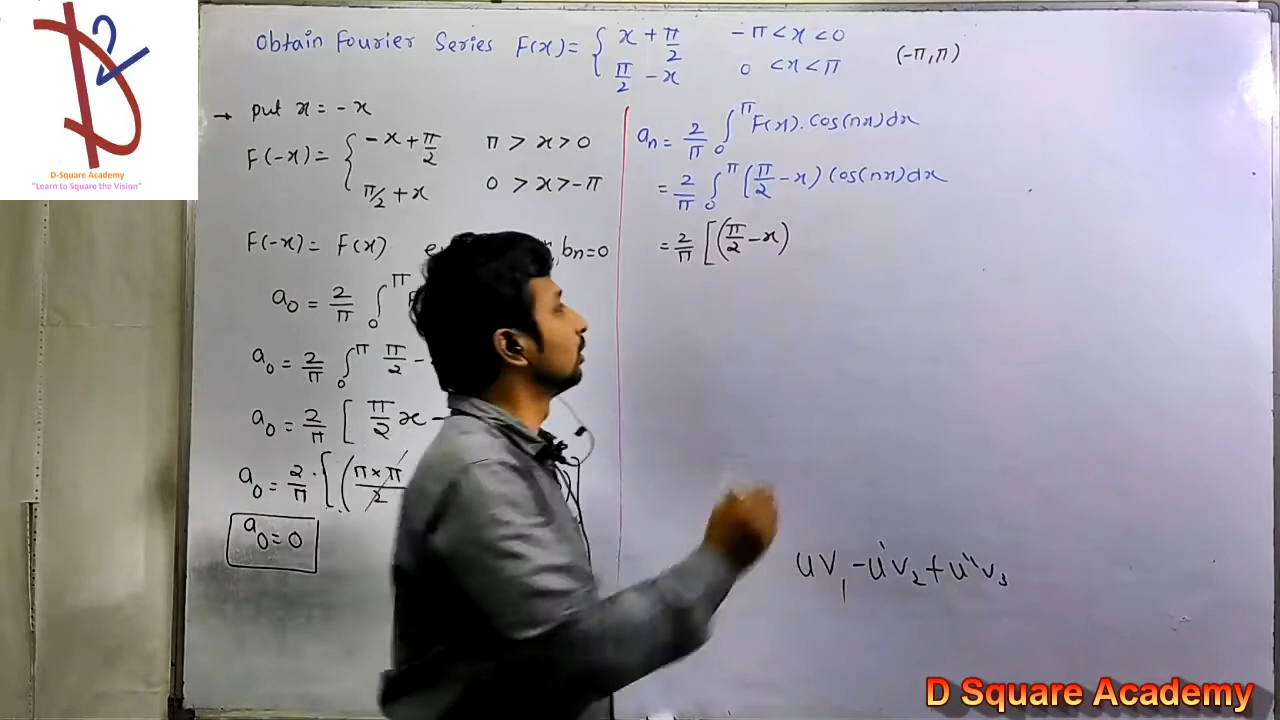 D²
D-Square Academy
"Learn to Square the Vision"
Obtain Fourier Series F(x) = { x + π/2   -π < x < 0
π/2 - x   0 < x < π   (-π, π)
→ put x = -x
F(-x) = { -x + π/2   π > x > 0
π/2 + x   0 > x > -π
F(-x) = F(x)   bn = 0
a0 = 2/π ∫0^π
a0 = 2/π ∫0^π π/2 -
a0 = 2/π [ π/2 x -
a0 = 2/π · [ ( π × π / 2
a0 = 0
an = 2/π ∫0^π F(x) . cos(nx) dx
= 2/π ∫0^π (π/2 - x) cos(nx) dx
= 2/π [ (π/2 - x)
uv1 - u'v2 + u''v3
D Square Academy